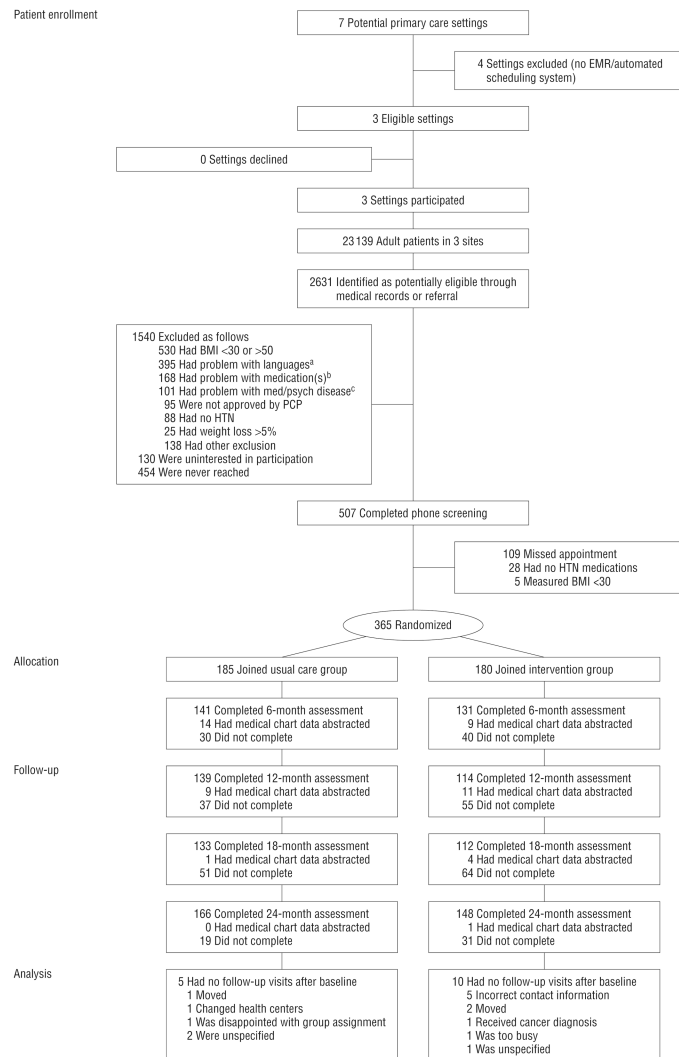 Patient enrollment
7 Potential primary care settings
4 Settings excluded (no EMR/automated
scheduling system)
3 Eligible settings
0 Settings declined
3 Settings participated
23 139 Adult patients in 3 sites
2631 Identified as potentially eligible through
medical records or referral
1540 Excluded as follows
530 Had BMI <30 or >50
395 Had problem with languagesᵃ
168 Had problem with medication(s)ᵇ
101 Had problem with med/psych diseaseᶜ
95 Were not approved by PCP
88 Had no HTN
25 Had weight loss >5%
138 Had other exclusion
130 Were uninterested in participation
454 Were never reached
507 Completed phone screening
109 Missed appointment
28 Had no HTN medications
5 Measured BMI <30
365 Randomized
Allocation
185 Joined usual care group
180 Joined intervention group
141 Completed 6-month assessment
14 Had medical chart data abstracted
30 Did not complete
131 Completed 6-month assessment
9 Had medical chart data abstracted
40 Did not complete
Follow-up
139 Completed 12-month assessment
9 Had medical chart data abstracted
37 Did not complete
114 Completed 12-month assessment
11 Had medical chart data abstracted
55 Did not complete
133 Completed 18-month assessment
1 Had medical chart data abstracted
51 Did not complete
112 Completed 18-month assessment
4 Had medical chart data abstracted
64 Did not complete
166 Completed 24-month assessment
0 Had medical chart data abstracted
19 Did not complete
148 Completed 24-month assessment
1 Had medical chart data abstracted
31 Did not complete
Analysis
5 Had no follow-up visits after baseline
1 Moved
1 Changed health centers
1 Was disappointed with group assignment
2 Were unspecified
10 Had no follow-up visits after baseline
5 Incorrect contact information
2 Moved
1 Received cancer diagnosis
1 Was too busy
1 Was unspecified